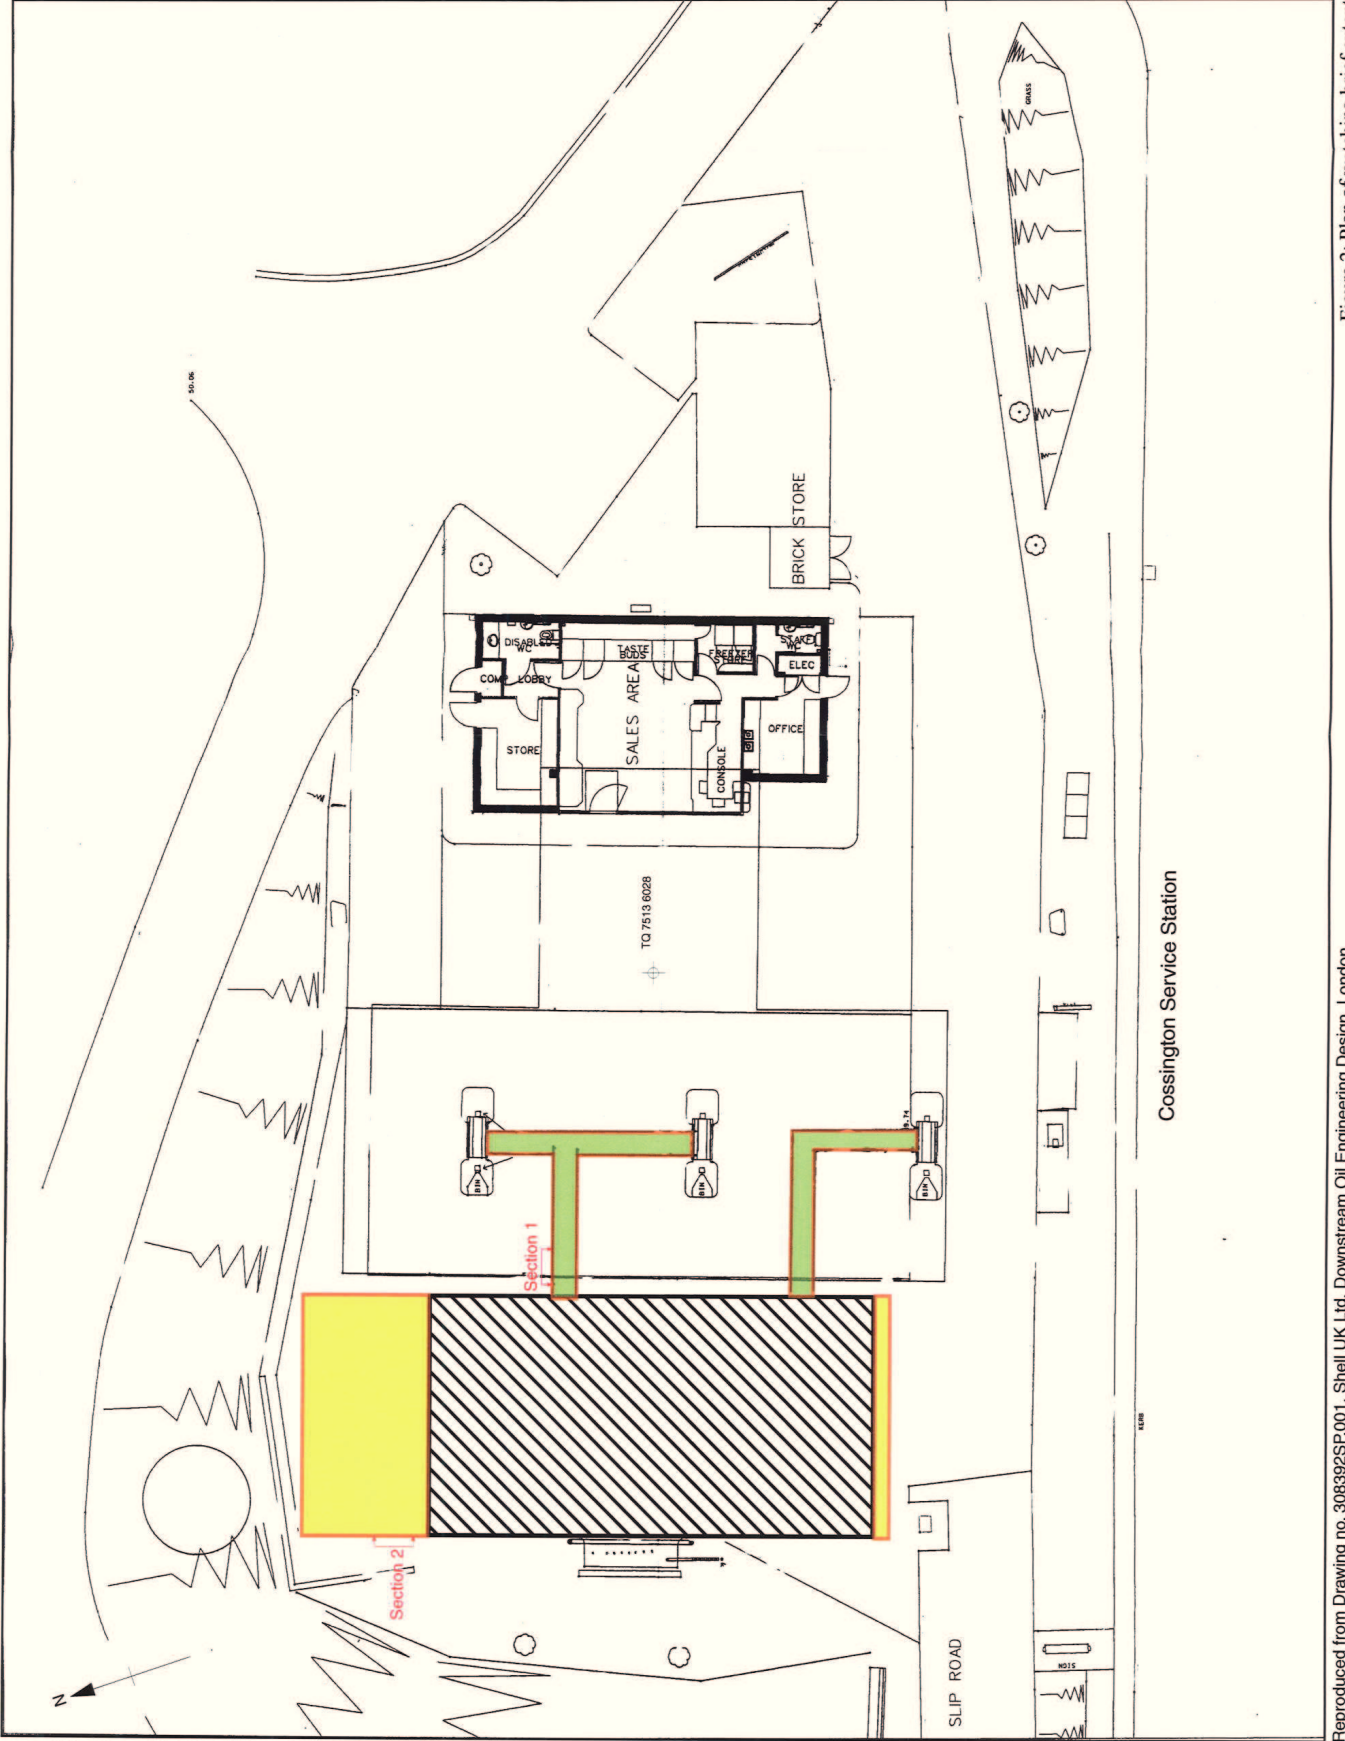 GRASS
50.06
BRICK STORE
DISABLED
WC
TASTE
BUDS
FREEZER
STORE
STAFF
WC
ELEC
COMP
LOBBY
SALES AREA
STORE
OFFICE
CONSOLE
TQ 7513 6028
Cossington Service Station
BIN
BIN
BIN
Section 1
Section 2
KERB
SLIP ROAD
SIGN
N
Reproduced from Drawing no. 308392SP.001, Shell UK Ltd, Downstream Oil Engineering Design, London